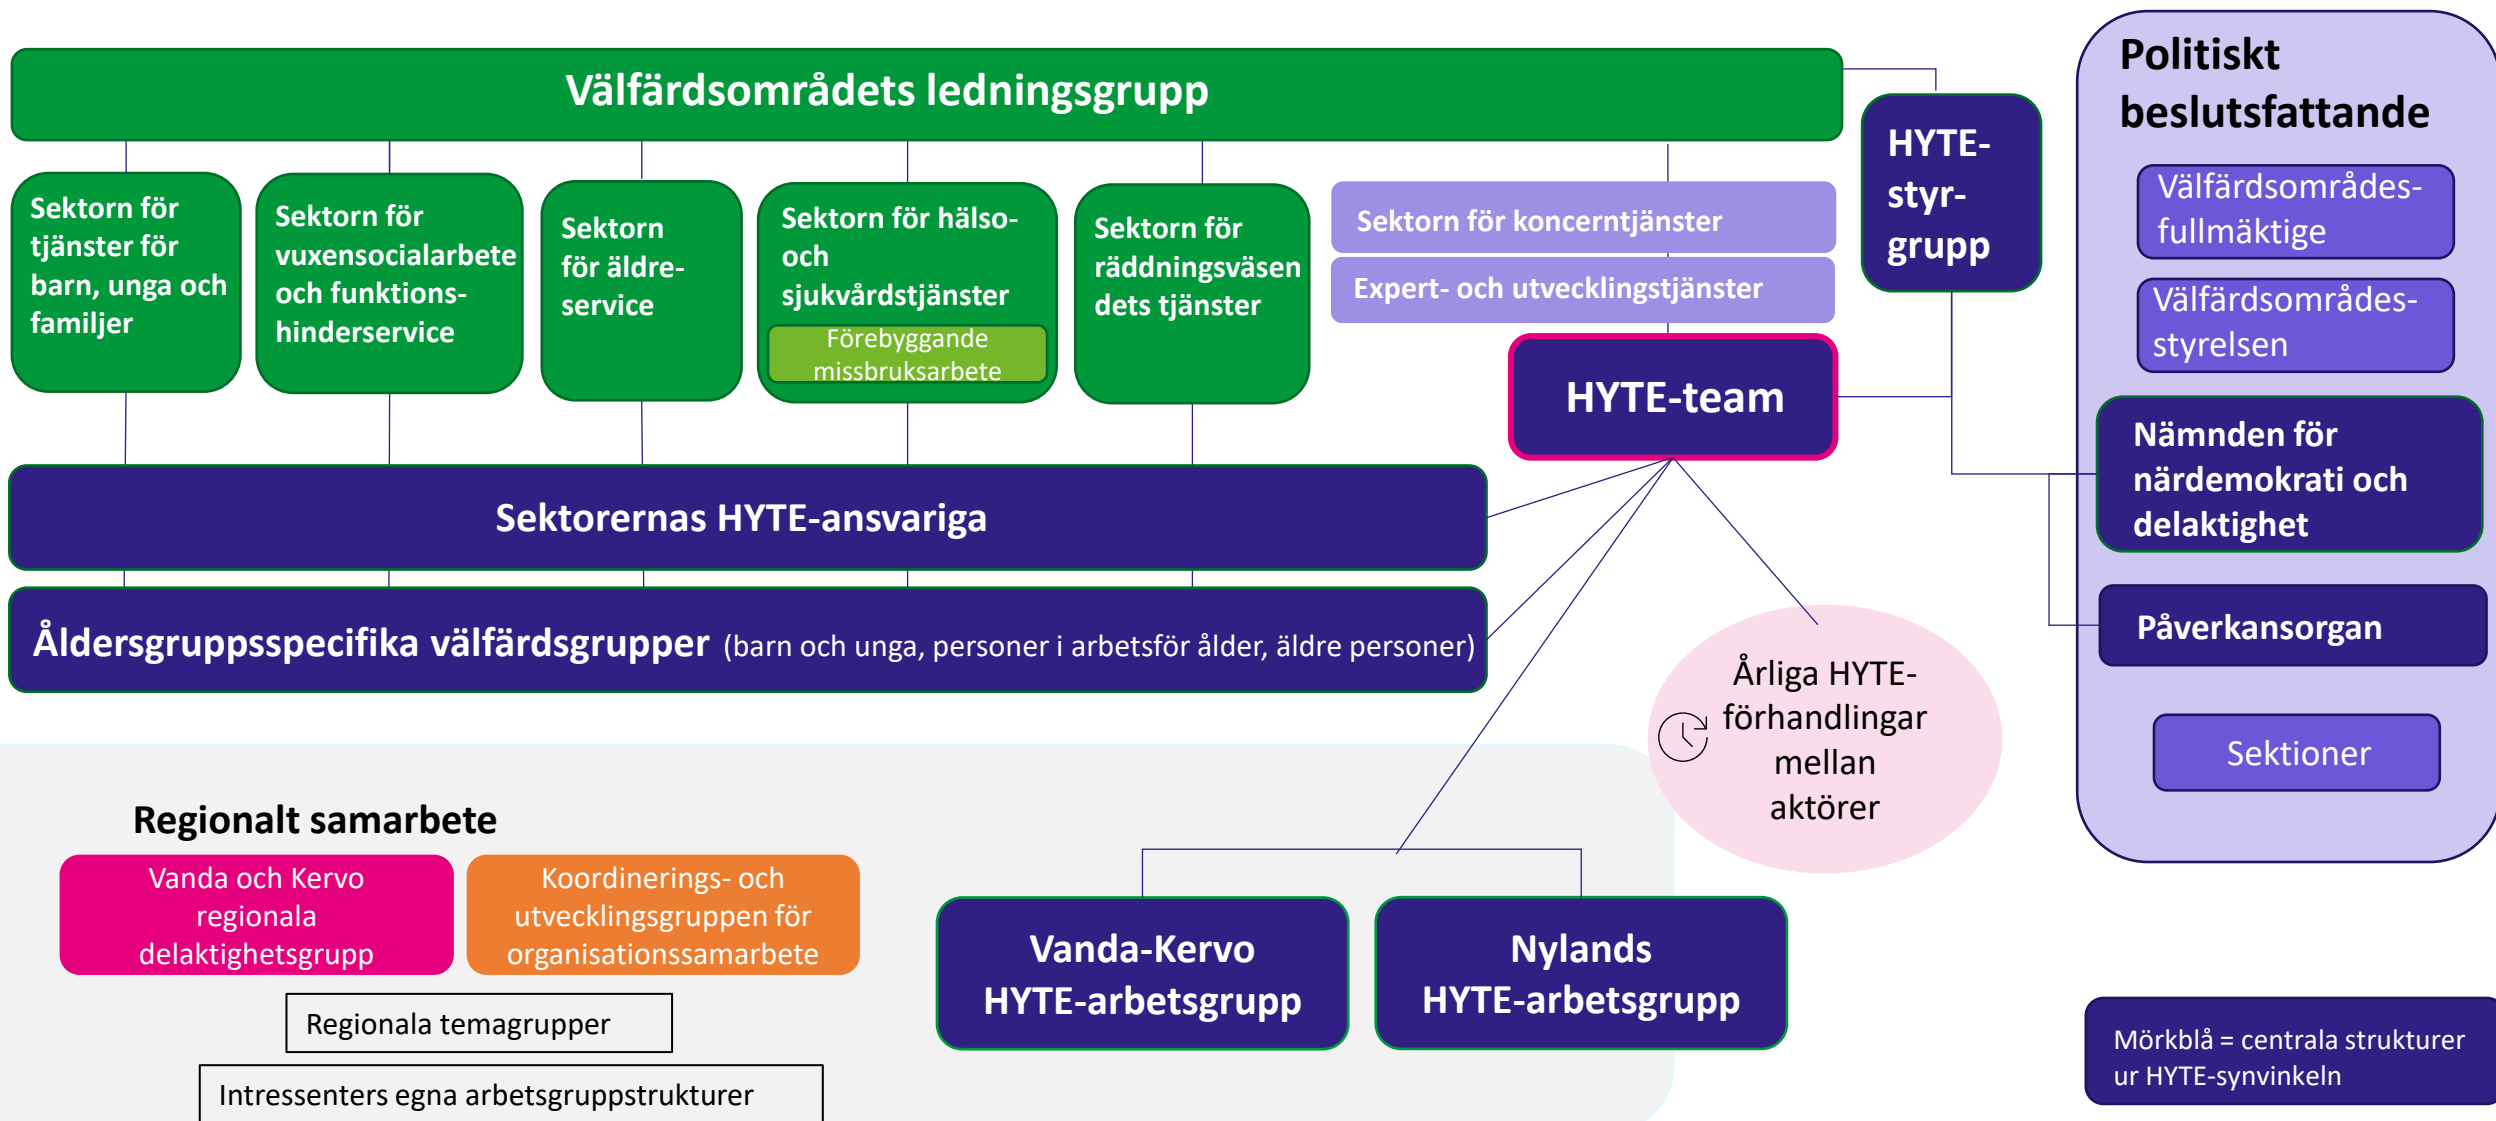 Välfärdsområdets ledningsgrupp
Sektorn för
tjänster för
barn, unga och
familjer
Sektorn för
vuxensocialarbete
och funktions-
hinderservice
Sektorn
för äldre-
service
Sektorn för hälso-
och
sjukvårdstjänster
Förebyggande
missbruksarbete
Sektorn för
räddningsväsen
dets tjänster
Sektorn för koncerntjänster
Expert- och utvecklingstjänster
HYTE-team
HYTE-
styr-
grupp
Sektorernas HYTE-ansvariga
Åldersgruppsspecifika välfärdsgrupper (barn och unga, personer i arbetsför ålder, äldre personer)
Årliga HYTE-
förhandlingar
mellan
aktörer
Politiskt
beslutsfattande
Välfärdsområdes-
fullmäktige
Välfärdsområdes-
styrelsen
Nämnden för
närdemokrati och
delaktighet
Påverkansorgan
Sektioner
Regionalt samarbete
Vanda och Kervo
regionala
delaktighetsgrupp
Koordinerings- och
utvecklingsgruppen för
organisationssamarbete
Regionala temagrupper
Intressenters egna arbetsgruppstrukturer
Vanda-Kervo
HYTE-arbetsgrupp
Nylands
HYTE-arbetsgrupp
Mörkblå = centrala strukturer
ur HYTE-synvinkeln